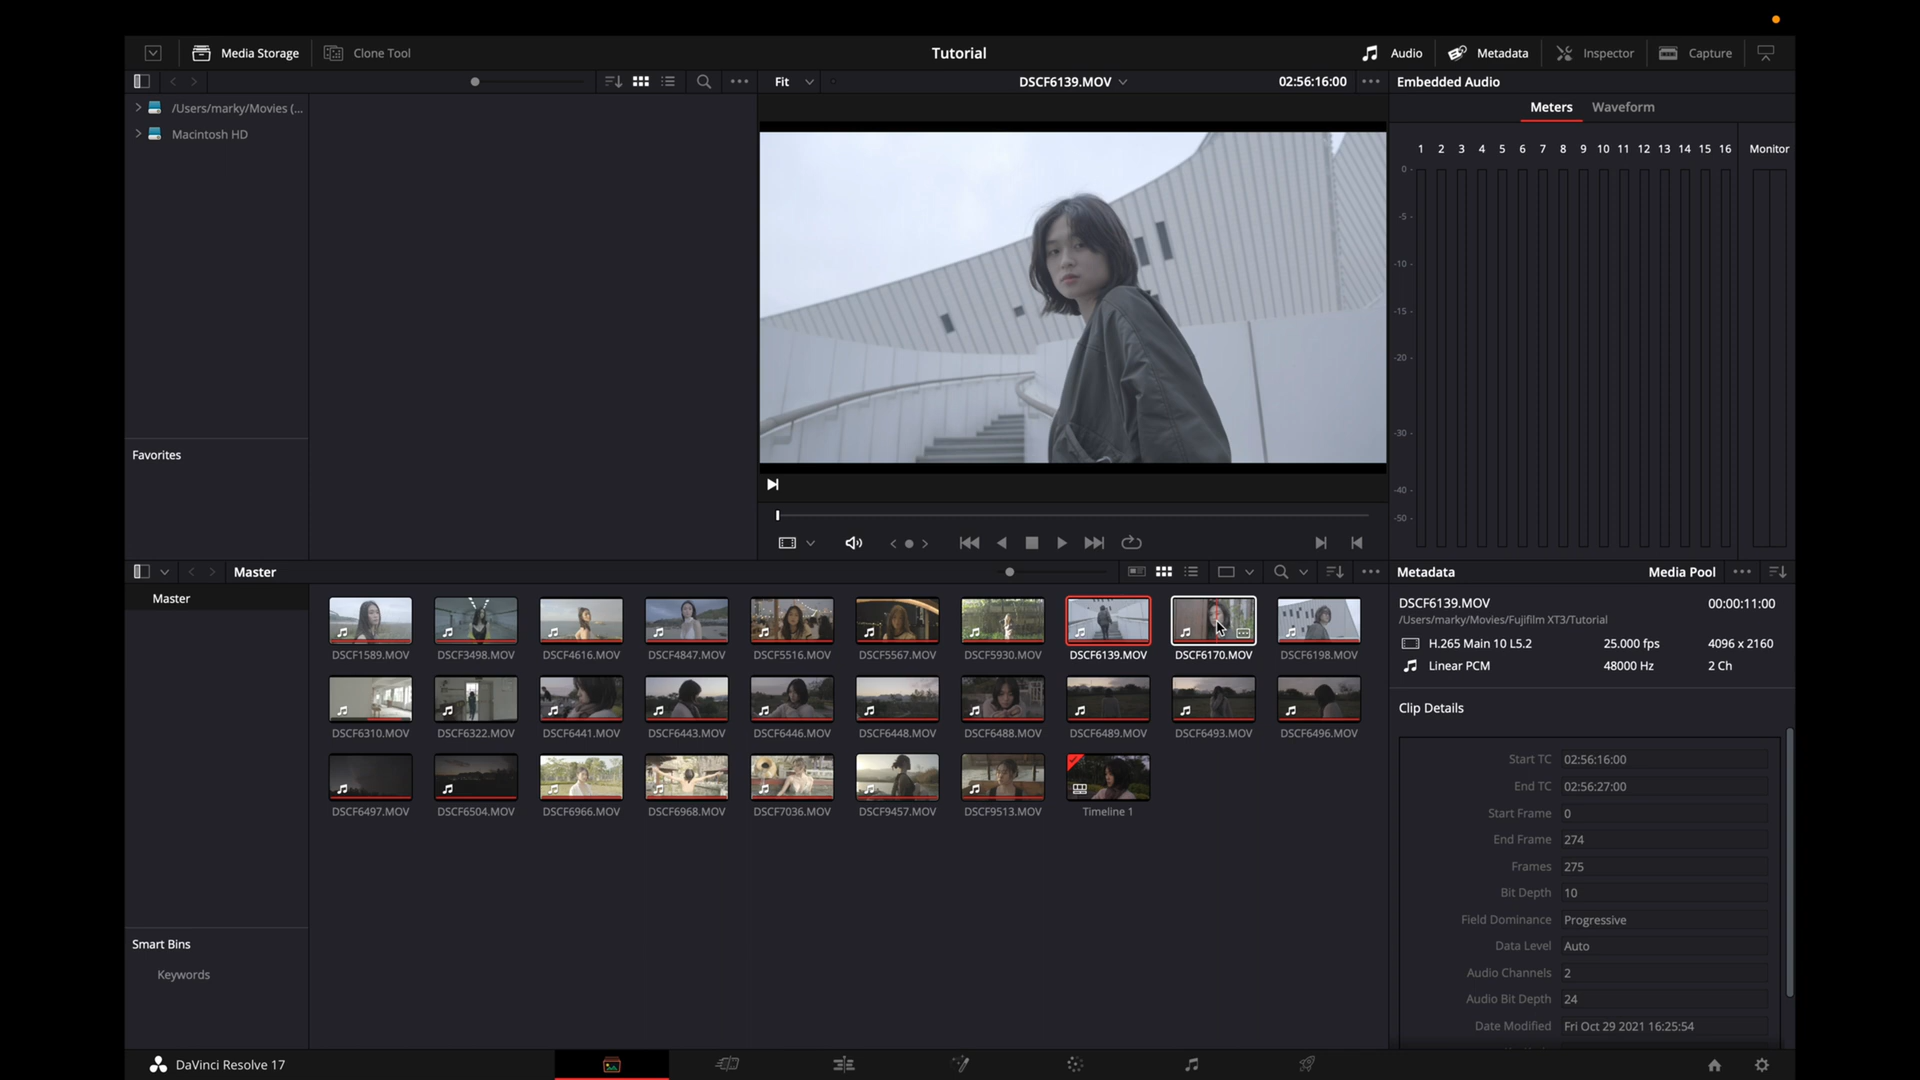 Media Storage
Clone Tool
Tutorial
Audio
Metadata
Inspector
Capture
Fit
DSCF6139.MOV
02:56:16:00
Embedded Audio
/Users/marky/Movies (...
Macintosh HD
Meters
Waveform
1 2 3 4 5 6 7 8 9 10 11 12 13 14 15 16 Monitor
0 -
-5 -
-10 -
-15 -
-20 -
-30 -
-40 -
-50 -
Favorites
Master
Metadata
Media Pool
Master
Smart Bins
Keywords
DSCF1589.MOV DSCF3498.MOV DSCF4616.MOV DSCF4847.MOV DSCF5516.MOV DSCF5567.MOV DSCF5930.MOV DSCF6139.MOV DSCF6170.MOV DSCF6198.MOV
DSCF6310.MOV DSCF6322.MOV DSCF6441.MOV DSCF6443.MOV DSCF6446.MOV DSCF6448.MOV DSCF6488.MOV DSCF6489.MOV DSCF6493.MOV DSCF6496.MOV
DSCF6497.MOV DSCF6504.MOV DSCF6966.MOV DSCF6968.MOV DSCF7036.MOV DSCF9457.MOV DSCF9513.MOV Timeline 1
DSCF6139.MOV 00:00:11:00
/Users/marky/Movies/Fujifilm XT3/Tutorial
H.265 Main 10 L5.2 25.000 fps 4096 x 2160
Linear PCM 48000 Hz 2 Ch
Clip Details
Start TC 02:56:16:00
End TC 02:56:27:00
Start Frame 0
End Frame 274
Frames 275
Bit Depth 10
Field Dominance Progressive
Data Level Auto
Audio Channels 2
Audio Bit Depth 24
Date Modified Fri Oct 29 2021 16:25:54
DaVinci Resolve 17